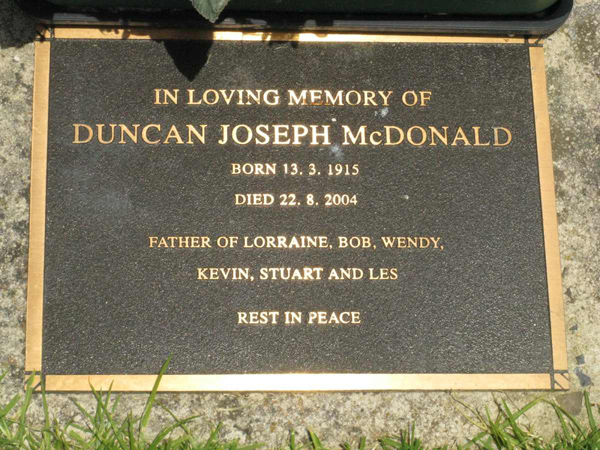 IN LOVING MEMORY OF
DUNCAN JOSEPH McDONALD
BORN 13. 3. 1915
DIED 22. 8. 2004
FATHER OF LORRAINE, BOB, WENDY,
KEVIN, STUART AND LES
REST IN PEACE